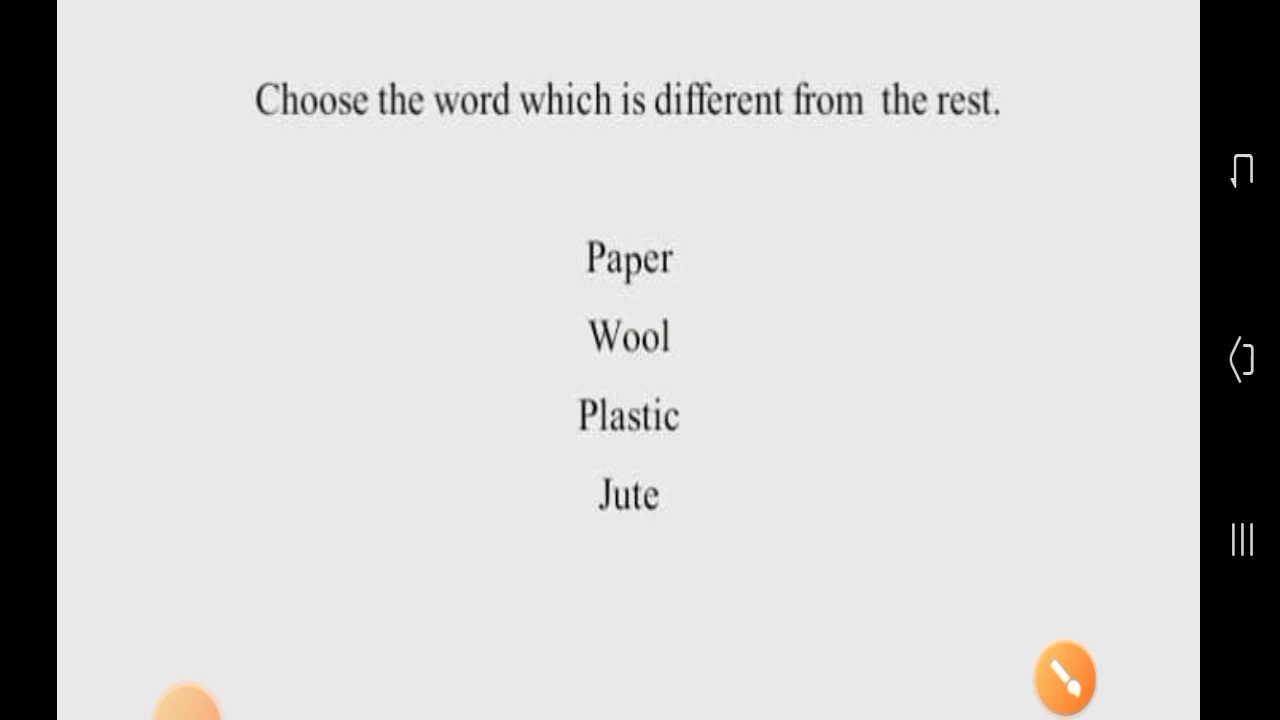 Choose the word which is different from the rest.
Paper
Wool
Plastic
Jute